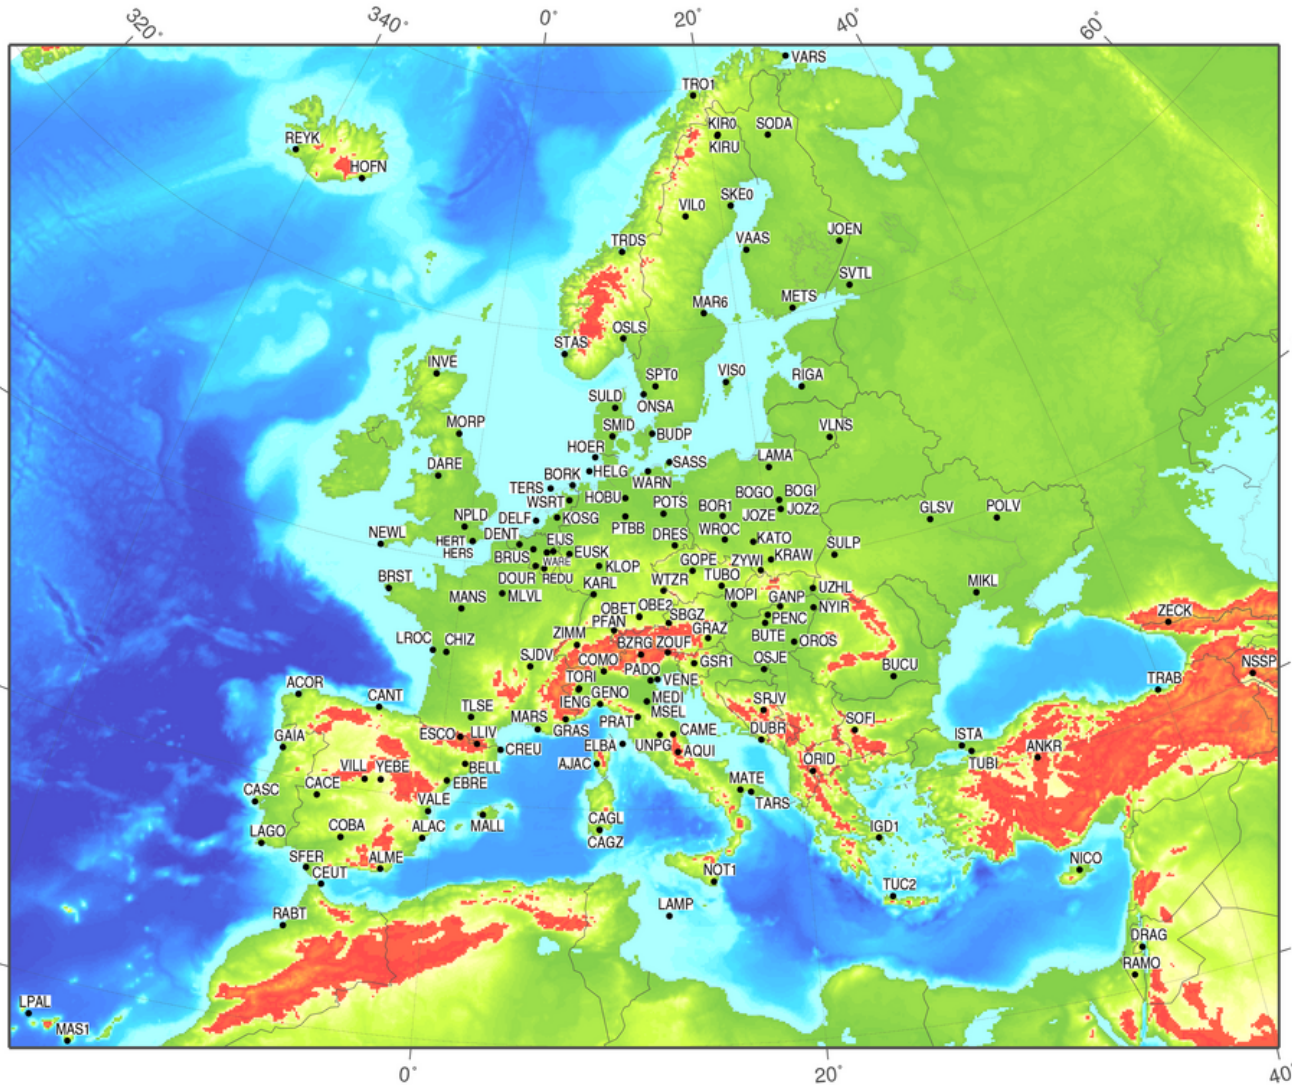 320°
340°
0°
20°
40°
60°
VARS
TRO1
KIR0
SODA
KIRU
REYK
HOFN
SKE0
VIL0
JOEN
TRDS
VAAS
SVTL
METS
MAR6
OSLS
STAS
INVE
SPT0
VIS0
RIGA
SULD
ONSA
MORP
SMID
BUDP
VLNS
HOER
DARE
HELG
SASS
LAMA
BORK
WARN
TERS
HOBU
BOGO
BOGI
WSRT
POTS
BOR1
JOZ2
GLSV
POLV
NPLD
DELF
KOSG
PTBB
JOZE
NEWL
HERT
DENT
EIJS
DRES
WROC
KATO
SULP
HERS
BRUS
WARE
EUSK
GOPE
ZYWI
KRAW
KLOP
BRST
DOUR
REDU
KARL
WTZR
TUBO
UZHL
MIKL
MANS
MLVL
MOPI
GANP
OBET
OBE2
NYIR
SBGZ
PENC
ZECK
PFAN
LROC
CHIZ
ZIMM
BZRG
ZOUF
GRAZ
BUTE
OROS
SJDV
COMO
PADO
GSR1
OSJE
BUCU
NSSP
ACOR
TORI
VENE
TRAB
CANT
IENG
GENO
MEDI
SRJV
TLSE
MARS
MSEL
SOFI
GAIA
ESCO
LLIV
GRAS
PRAT
CAME
DUBR
ISTA
ANKR
CREU
ELBA
UNPG
AQUI
ORID
TUBI
VILL
YEBE
BELL
AJAC
CACE
EBRE
MATE
CASC
VALE
TARS
LAGO
COBA
ALAC
MALL
CAGL
IGD1
CAGZ
SFER
ALME
NICO
CEUT
NOT1
TUC2
RABT
LAMP
DRAG
RAMO
LPAL
MAS1
0°
20°
40°